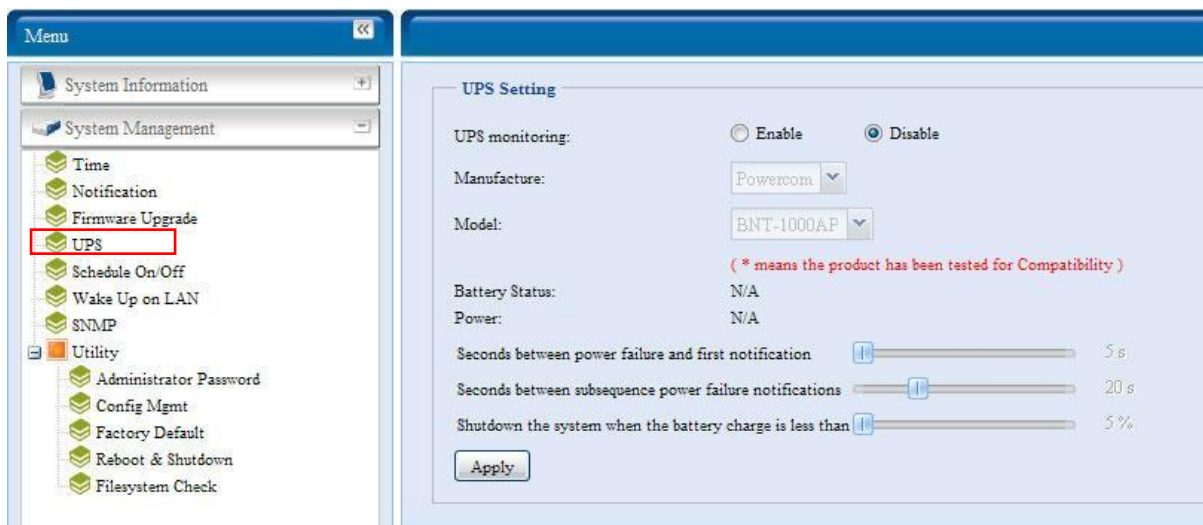 Menu
System Information
System Management
Time
Notification
Firmware Upgrade
UPS
Schedule On/Off
Wake Up on LAN
SNMP
Utility
Administrator Password
Config Mgmt
Factory Default
Reboot & Shutdown
Filesystem Check
UPS Setting
UPS monitoring: Enable Disable
Manufacture: Powercom
Model: BNT-1000AP
( * means the product has been tested for Compatibility )
Battery Status: N/A
Power: N/A
Seconds between power failure and first notification 5 s
Seconds between subsequence power failure notifications 20 s
Shutdown the system when the battery charge is less than 5 %
Apply